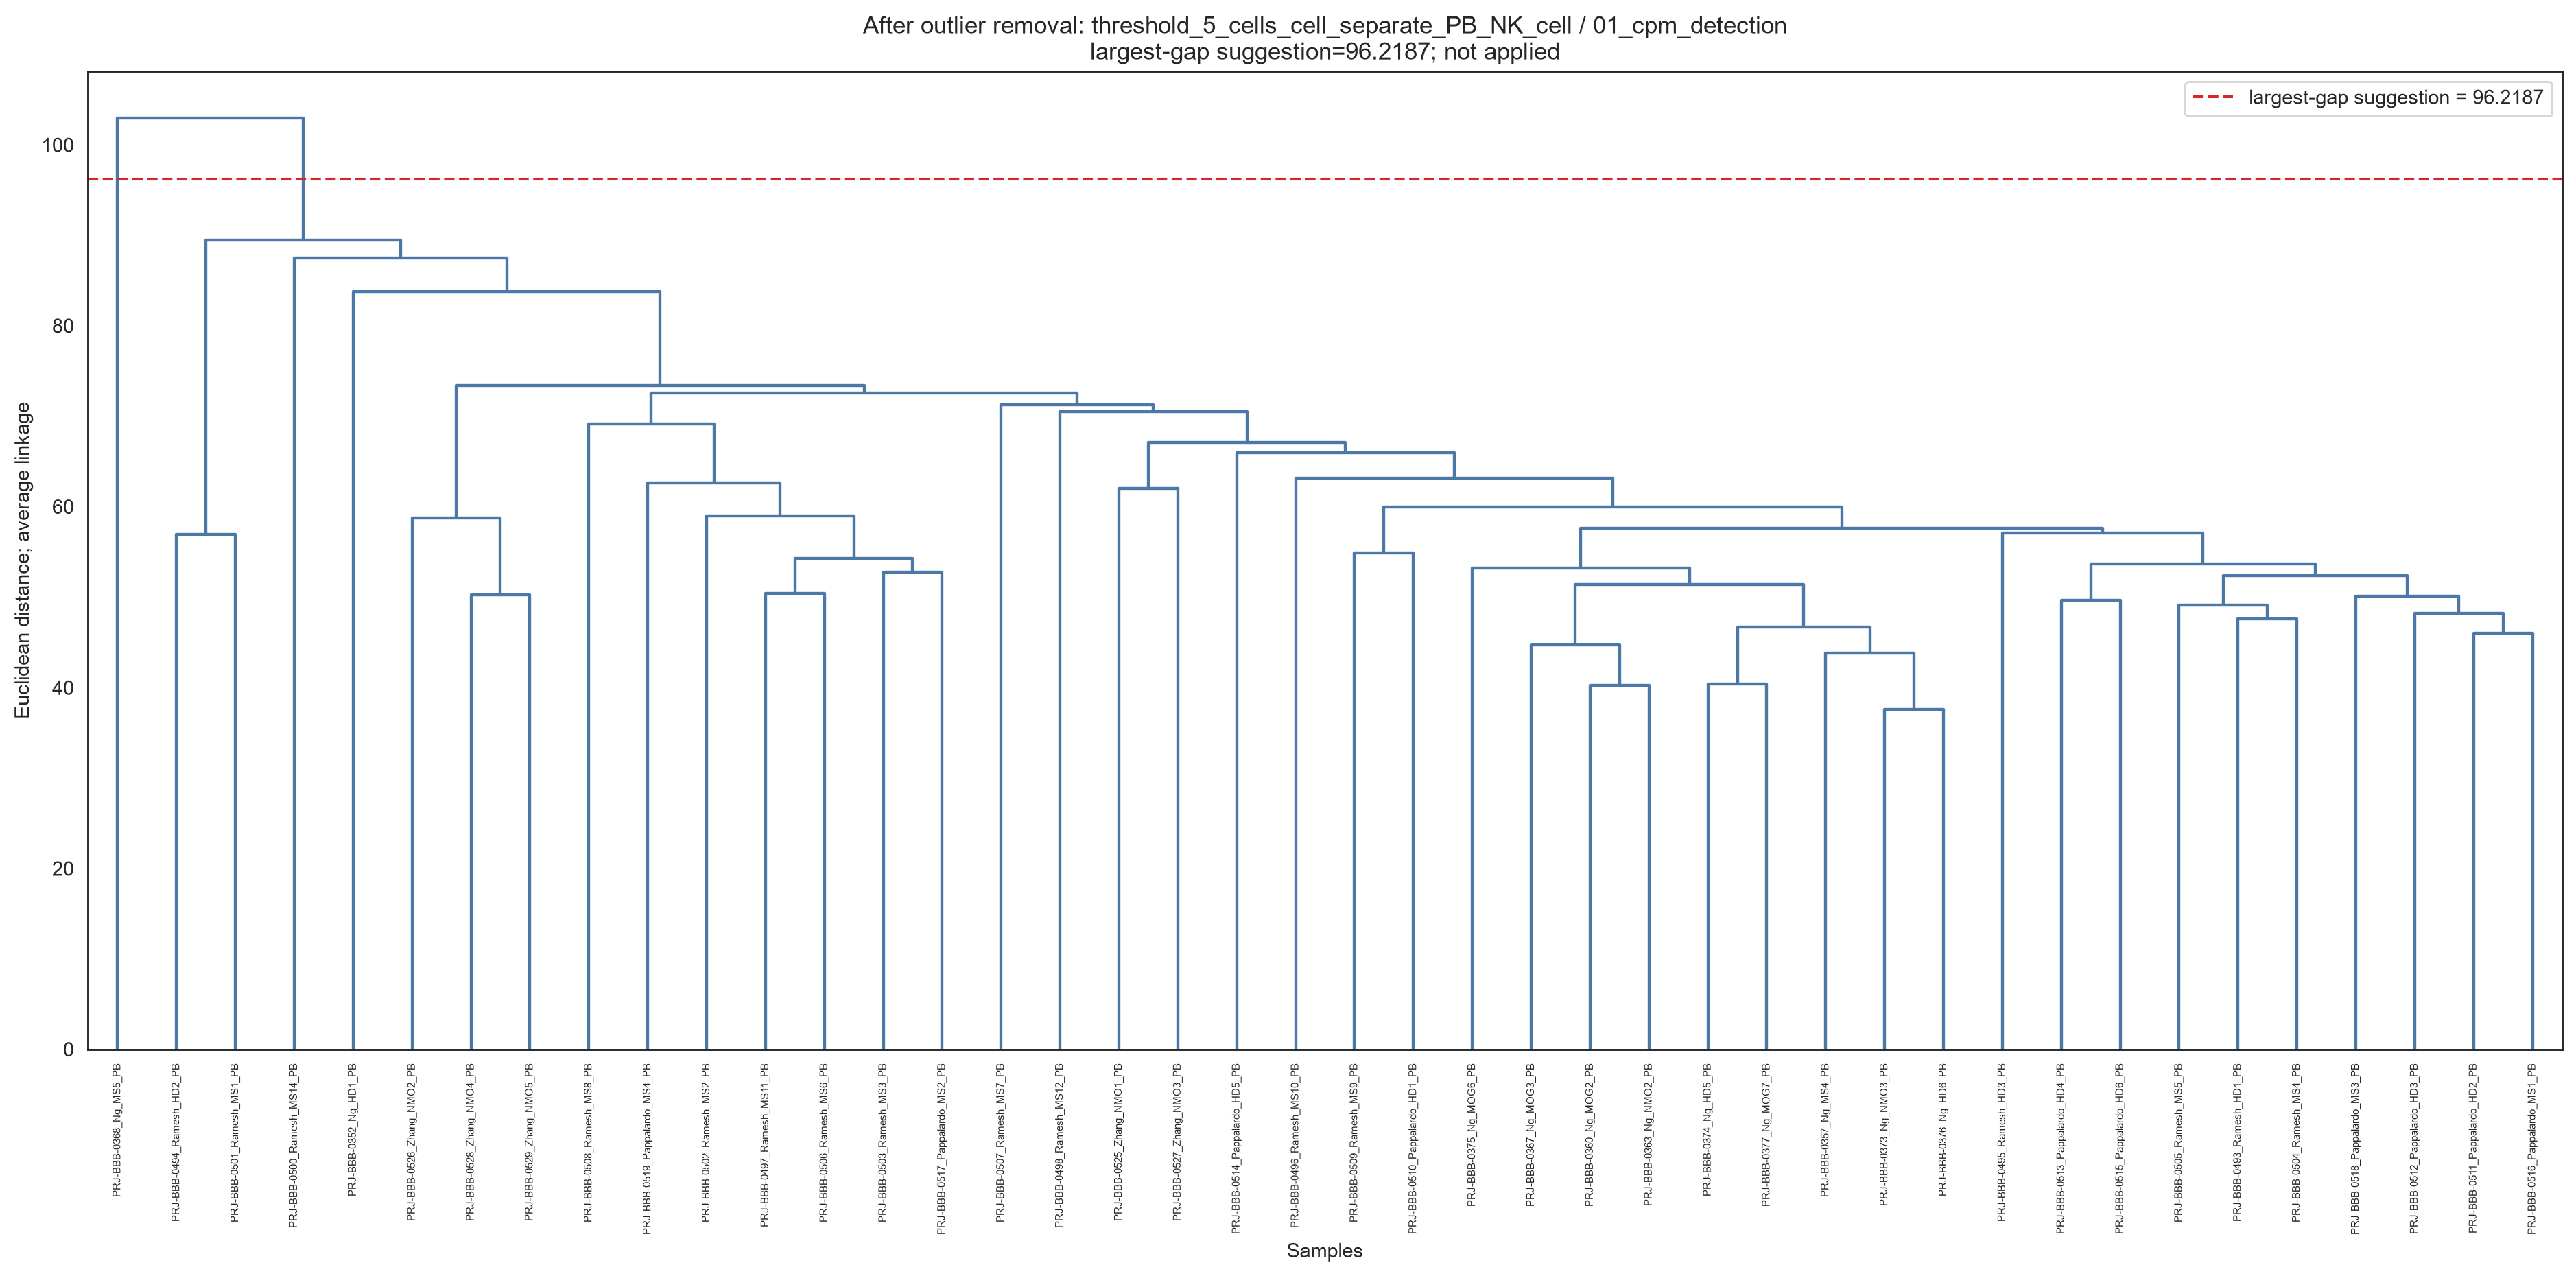 After outlier removal: threshold_5_cells_cell_separate_PB_NK_cell / 01_cpm_detection
largest-gap suggestion=96.2187; not applied
largest-gap suggestion = 96.2187
Euclidean distance; average linkage
100
80
60
40
20
0
PRJ-BBB-0368_Ng_MS5_PB
PRJ-BBB-0494_Ramesh_HD2_PB
PRJ-BBB-0501_Ramesh_MS1_PB
PRJ-BBB-0500_Ramesh_MS14_PB
PRJ-BBB-0352_Ng_HD1_PB
PRJ-BBB-0526_Zhang_NMO2_PB
PRJ-BBB-0528_Zhang_NMO4_PB
PRJ-BBB-0529_Zhang_NMO5_PB
PRJ-BBB-0508_Ramesh_MS8_PB
PRJ-BBB-0519_Pappalardo_MS4_PB
PRJ-BBB-0502_Ramesh_MS2_PB
PRJ-BBB-0497_Ramesh_MS11_PB
PRJ-BBB-0506_Ramesh_MS6_PB
PRJ-BBB-0503_Ramesh_MS3_PB
PRJ-BBB-0517_Pappalardo_MS2_PB
PRJ-BBB-0507_Ramesh_MS7_PB
PRJ-BBB-0498_Ramesh_MS12_PB
PRJ-BBB-0525_Zhang_NMO1_PB
PRJ-BBB-0527_Zhang_NMO3_PB
PRJ-BBB-0514_Pappalardo_HD5_PB
PRJ-BBB-0496_Ramesh_MS10_PB
PRJ-BBB-0509_Ramesh_MS9_PB
PRJ-BBB-0510_Pappalardo_HD1_PB
PRJ-BBB-0375_Ng_MOG6_PB
PRJ-BBB-0367_Ng_MOG3_PB
PRJ-BBB-0360_Ng_MOG2_PB
PRJ-BBB-0363_Ng_NMO2_PB
PRJ-BBB-0374_Ng_HD5_PB
PRJ-BBB-0377_Ng_MOG7_PB
PRJ-BBB-0357_Ng_MS4_PB
PRJ-BBB-0373_Ng_NMO3_PB
PRJ-BBB-0376_Ng_HD6_PB
PRJ-BBB-0495_Ramesh_HD3_PB
PRJ-BBB-0513_Pappalardo_HD4_PB
PRJ-BBB-0515_Pappalardo_HD6_PB
PRJ-BBB-0505_Ramesh_MS5_PB
PRJ-BBB-0493_Ramesh_HD1_PB
PRJ-BBB-0504_Ramesh_MS4_PB
PRJ-BBB-0518_Pappalardo_MS3_PB
PRJ-BBB-0512_Pappalardo_HD3_PB
PRJ-BBB-0511_Pappalardo_HD2_PB
PRJ-BBB-0516_Pappalardo_MS1_PB
Samples